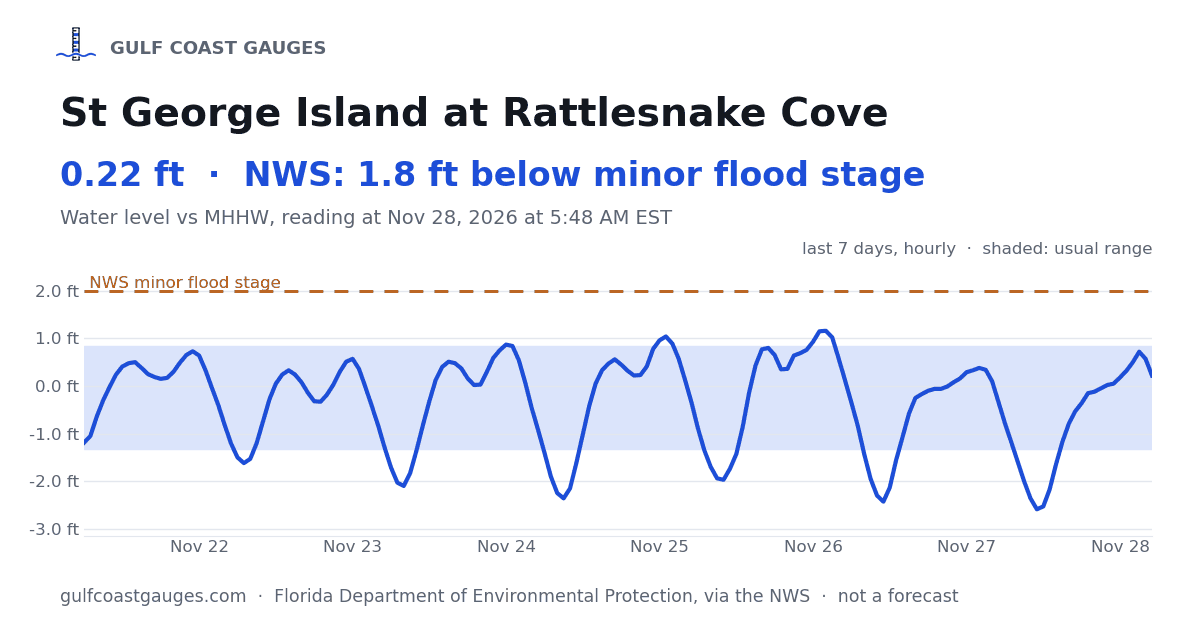 GULF COAST GAUGES
St George Island at Rattlesnake Cove
0.22 ft · NWS: 1.8 ft below minor flood stage
Water level vs MHHW, reading at Nov 28, 2026 at 5:48 AM EST
last 7 days, hourly · shaded: usual range
NWS minor flood stage
2.0 ft
1.0 ft
0.0 ft
-1.0 ft
-2.0 ft
-3.0 ft
Nov 22 Nov 23 Nov 24 Nov 25 Nov 26 Nov 27 Nov 28
gulfcoastgauges.com · Florida Department of Environmental Protection, via the NWS · not a forecast